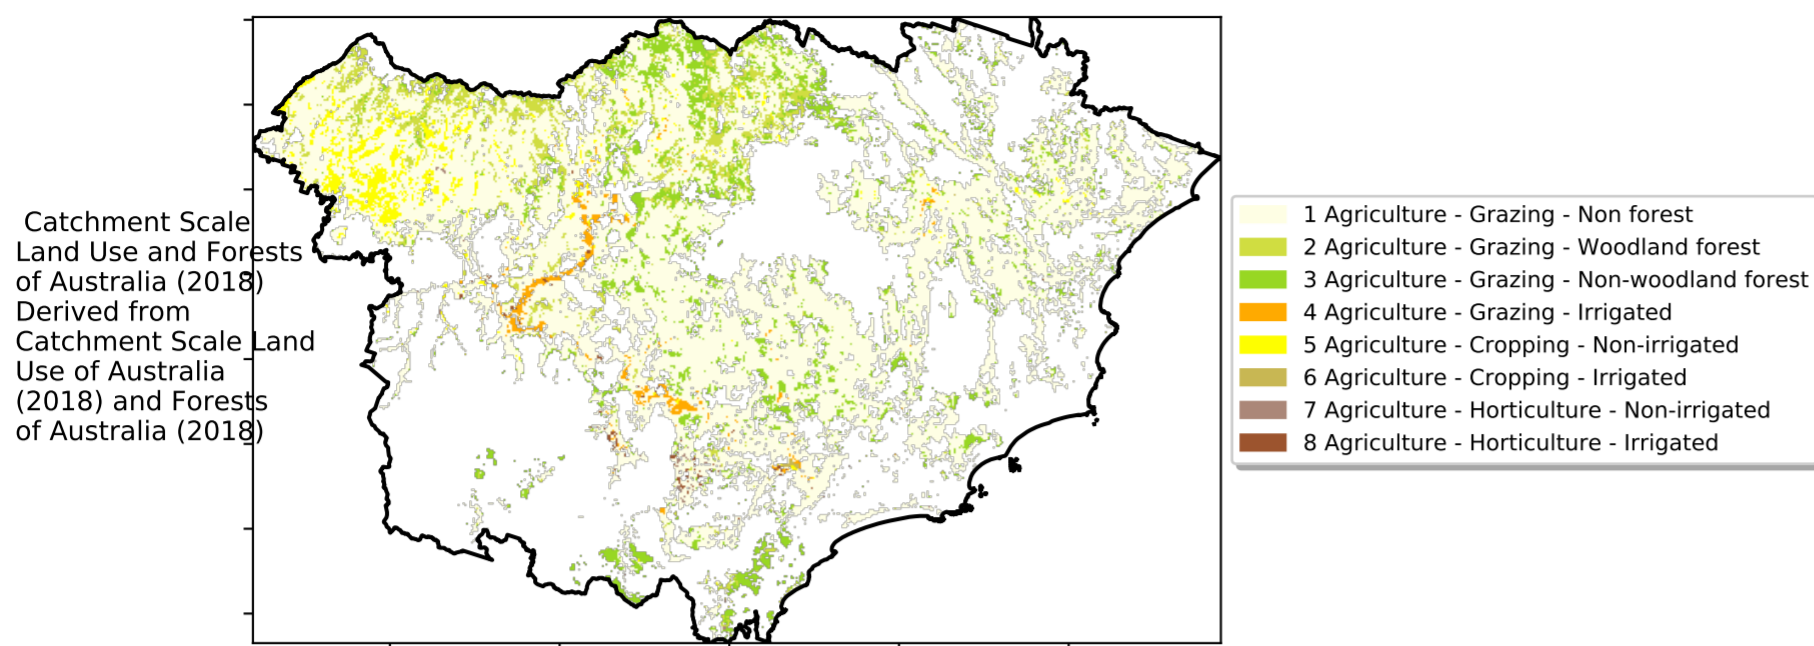 Catchment Scale
Land Use and Forests
of Australia (2018)
Derived from
Catchment Scale Land
Use of Australia
(2018) and Forests
of Australia (2018)
1 Agriculture - Grazing - Non forest
2 Agriculture - Grazing - Woodland forest
3 Agriculture - Grazing - Non-woodland forest
4 Agriculture - Grazing - Irrigated
5 Agriculture - Cropping - Non-irrigated
6 Agriculture - Cropping - Irrigated
7 Agriculture - Horticulture - Non-irrigated
8 Agriculture - Horticulture - Irrigated